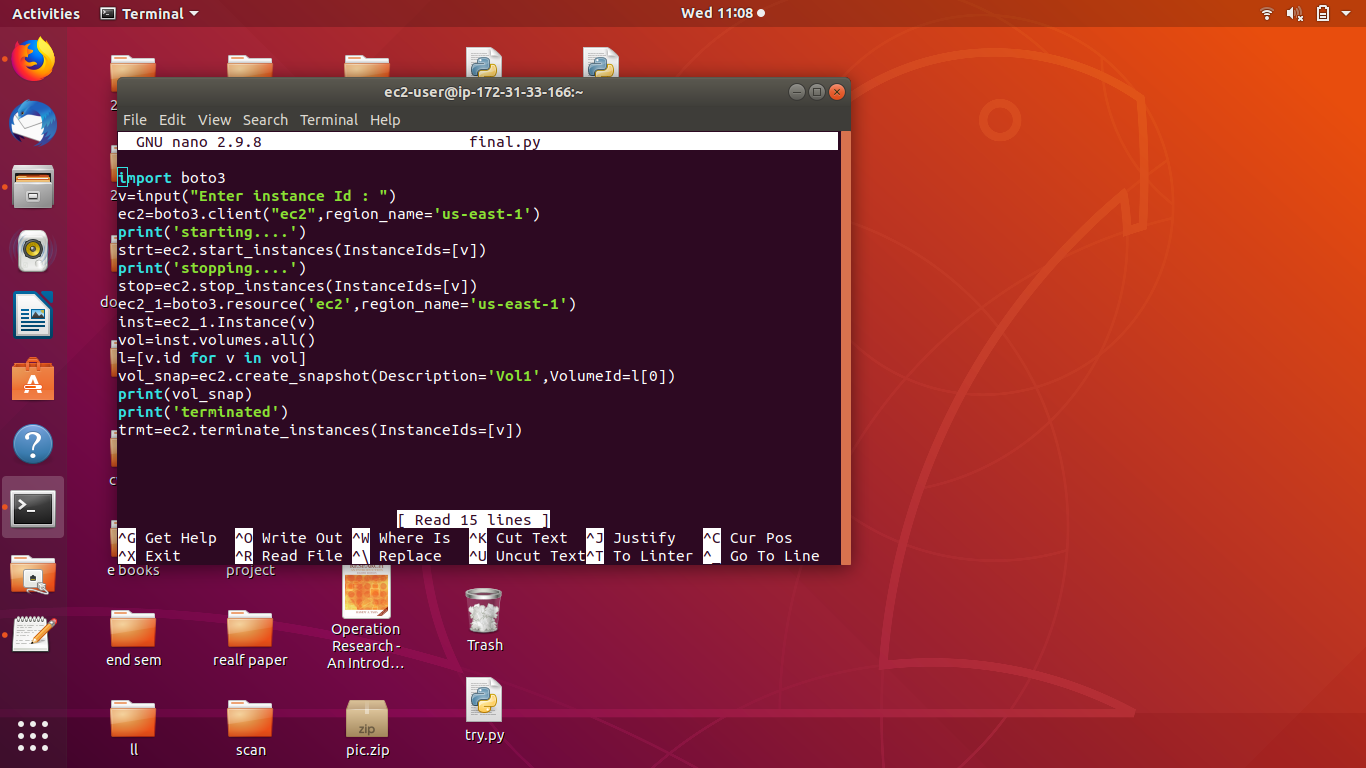 Activities Terminal Wed 11:08
ec2-user@ip-172-31-33-166:~
File Edit View Search Terminal Help
GNU nano 2.9.8 final.py
import boto3
v=input("Enter instance Id : ")
ec2=boto3.client("ec2",region_name='us-east-1')
print('starting....')
strt=ec2.start_instances(InstanceIds=[v])
print('stopping....')
stop=ec2.stop_instances(InstanceIds=[v])
ec2_1=boto3.resource('ec2',region_name='us-east-1')
inst=ec2_1.Instance(v)
vol=inst.volumes.all()
l=[v.id for v in vol]
vol_snap=ec2.create_snapshot(Description='Vol1',VolumeId=l[0])
print(vol_snap)
print('terminated')
trmt=ec2.terminate_instances(InstanceIds=[v])
[ Read 15 lines ]
^G Get Help ^O Write Out ^W Where Is ^K Cut Text ^J Justify ^C Cur Pos
^X Exit ^R Read File ^\ Replace ^U Uncut Text ^T To Linter ^_ Go To Line
e books project
Operation
Research -
An Introd...
Trash
end sem realf paper
try.py
ll scan pic.zip
zip